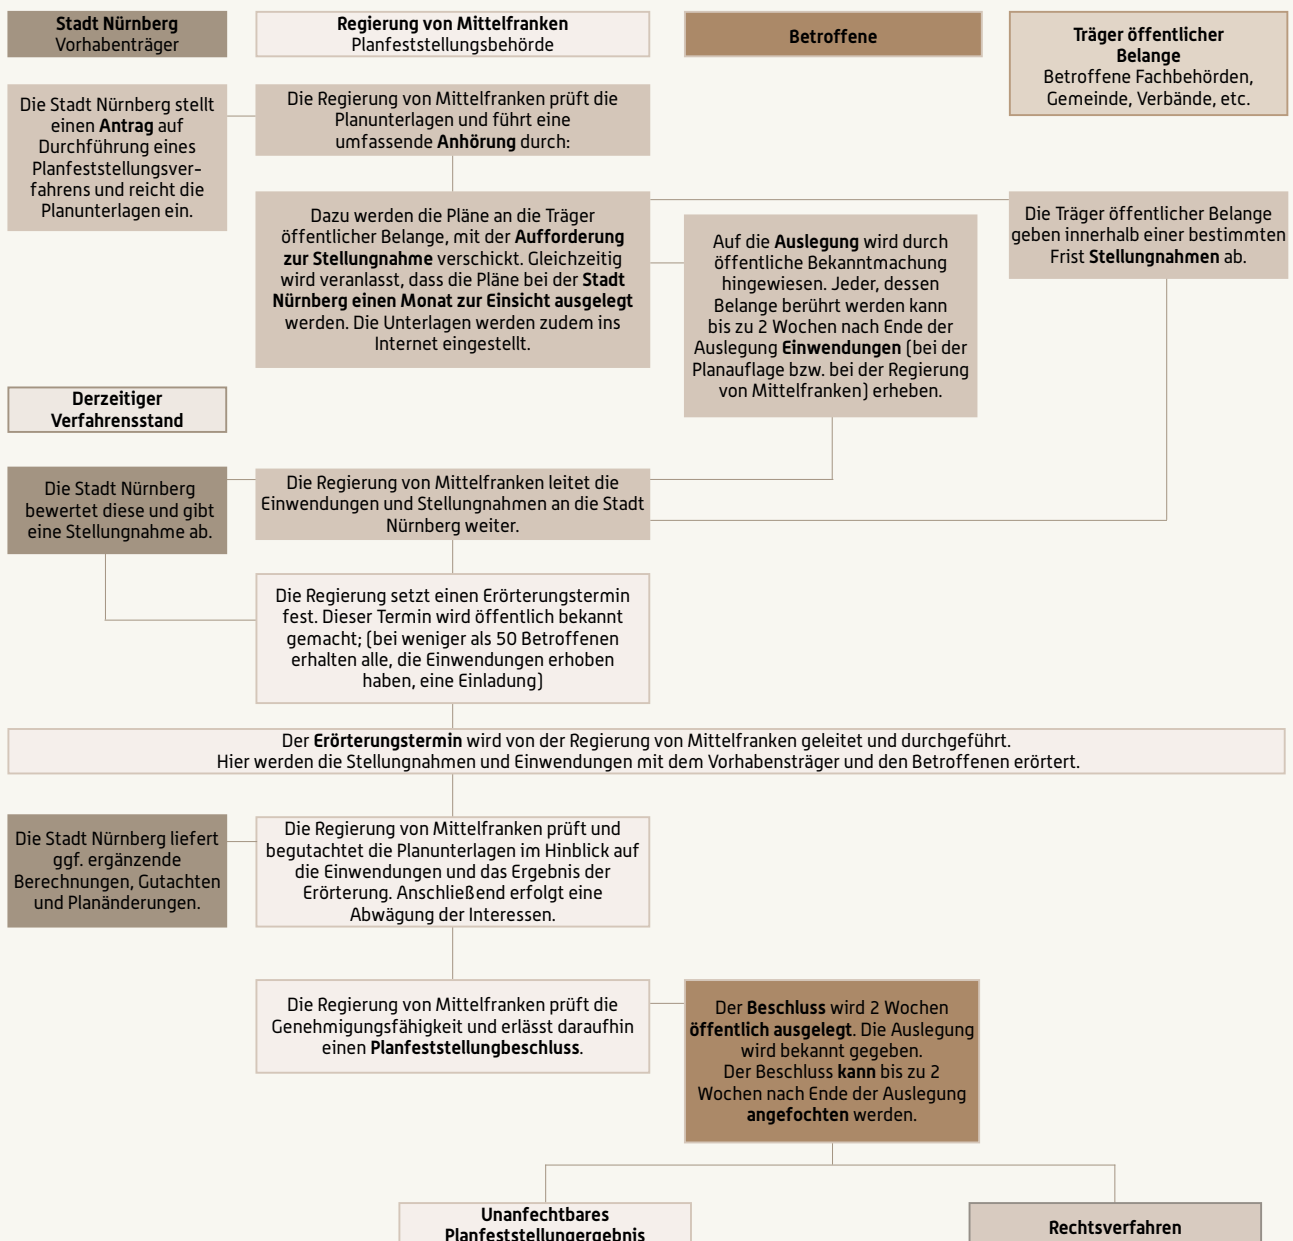 Stadt Nürnberg
Vorhabenträger
Regierung von Mittelfranken
Planfeststellungsbehörde
Betroffene
Träger öffentlicher
Belange
Betroffene Fachbehörden,
Gemeinde, Verbände, etc.
Die Stadt Nürnberg stellt
einen Antrag auf
Durchführung eines
Planfeststellungsver-
fahrens und reicht die
Planunterlagen ein.
Die Regierung von Mittelfranken prüft die
Planunterlagen und führt eine
umfassende Anhörung durch:
Dazu werden die Pläne an die Träger
öffentlicher Belange, mit der Aufforderung
zur Stellungnahme verschickt. Gleichzeitig
wird veranlasst, dass die Pläne bei der Stadt
Nürnberg einen Monat zur Einsicht ausgelegt
werden. Die Unterlagen werden zudem ins
Internet eingestellt.
Auf die Auslegung wird durch
öffentliche Bekanntmachung
hingewiesen. Jeder, dessen
Belange berührt werden kann
bis zu 2 Wochen nach Ende der
Auslegung Einwendungen (bei der
Planauflage bzw. bei der Regierung
von Mittelfranken) erheben.
Die Träger öffentlicher Belange
geben innerhalb einer bestimmten
Frist Stellungnahmen ab.
Derzeitiger
Verfahrensstand
Die Stadt Nürnberg
bewertet diese und gibt
eine Stellungnahme ab.
Die Regierung von Mittelfranken leitet die
Einwendungen und Stellungnahmen an die Stadt
Nürnberg weiter.
Die Regierung setzt einen Erörterungstermin
fest. Dieser Termin wird öffentlich bekannt
gemacht; (bei weniger als 50 Betroffenen
erhalten alle, die Einwendungen erhoben
haben, eine Einladung)
Der Erörterungstermin wird von der Regierung von Mittelfranken geleitet und durchgeführt.
Hier werden die Stellungnahmen und Einwendungen mit dem Vorhabensträger und den Betroffenen erörtert.
Die Stadt Nürnberg liefert
ggf. ergänzende
Berechnungen, Gutachten
und Planänderungen.
Die Regierung von Mittelfranken prüft und
begutachtet die Planunterlagen im Hinblick auf
die Einwendungen und das Ergebnis der
Erörterung. Anschließend erfolgt eine
Abwägung der Interessen.
Die Regierung von Mittelfranken prüft die
Genehmigungsfähigkeit und erlässt daraufhin
einen Planfeststellungbeschluss.
Der Beschluss wird 2 Wochen
öffentlich ausgelegt. Die Auslegung
wird bekannt gegeben.
Der Beschluss kann bis zu 2
Wochen nach Ende der Auslegung
angefochten werden.
Unanfechtbares
Planfeststellungergebnis
Rechtsverfahren